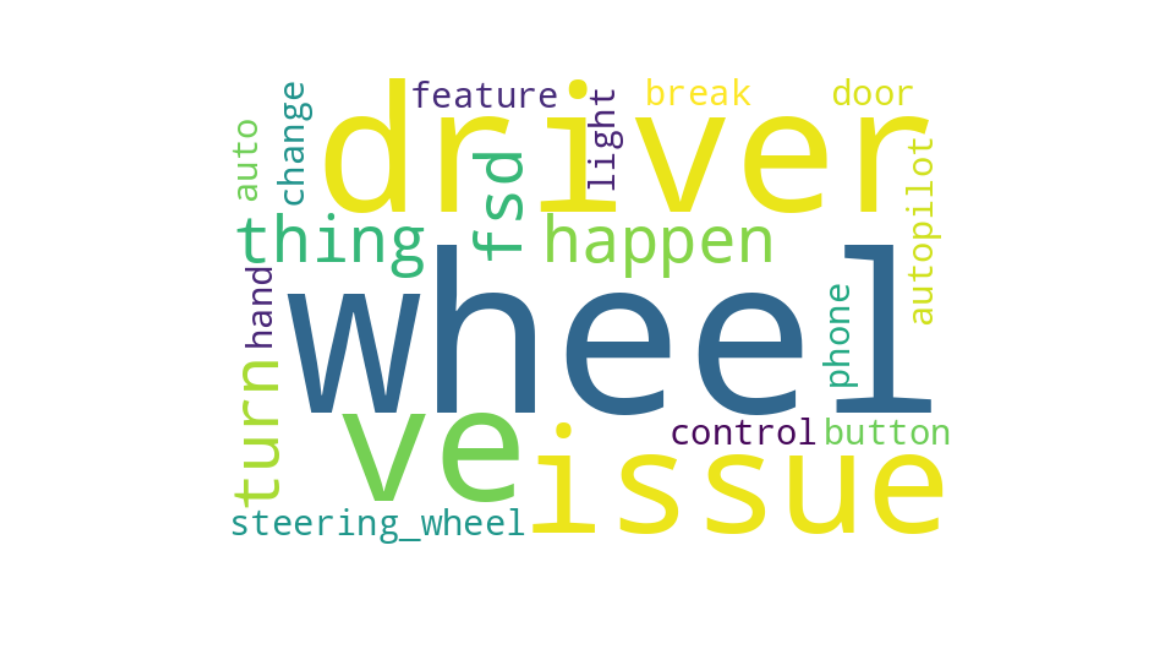 feature
break
door
driver
auto
change
light
fsd
autopilot
thing
happen
hand
wheel
phone
turn
ve
control
button
issue
steering_wheel